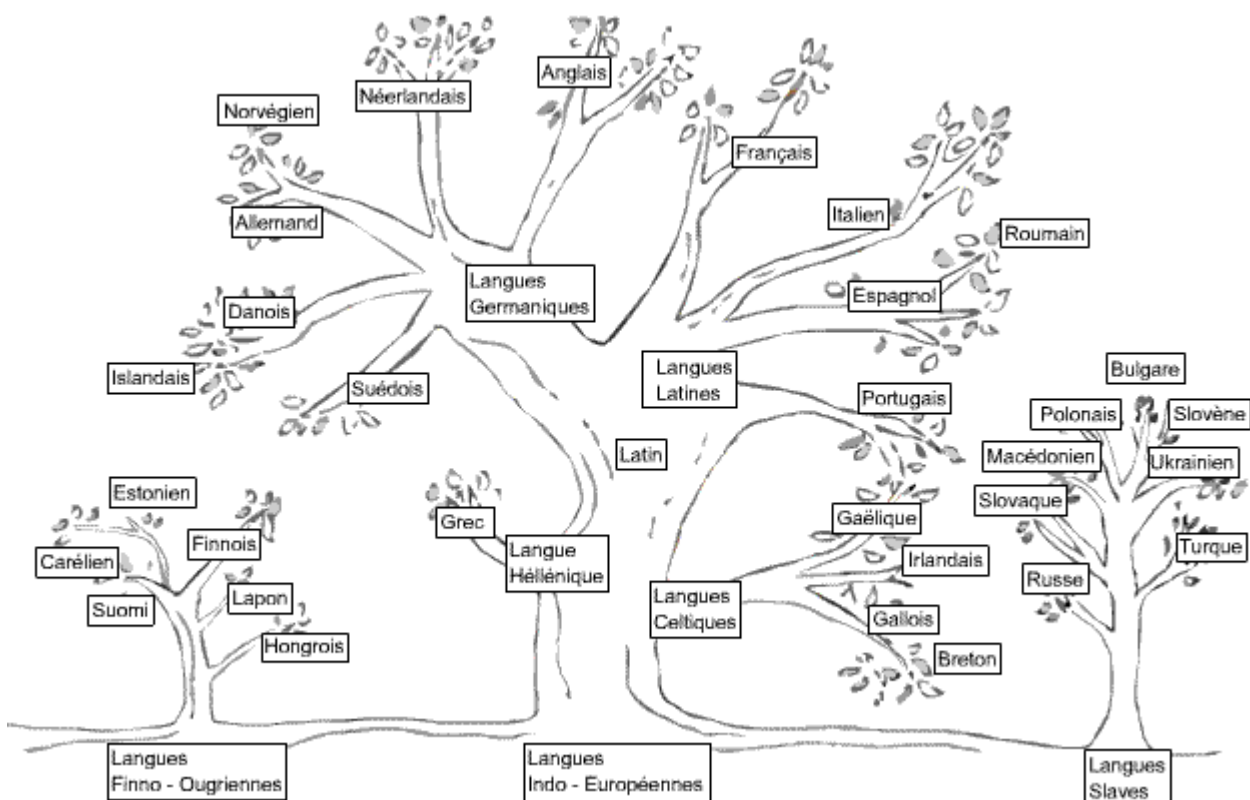 Anglais
Néerlandais
Norvégien
Français
Allemand
Italien
Roumain
Langues
Germaniques
Espagnol
Danois
Islandais
Suédois
Langues
Latines
Portugais
Bulgare
Polonais
Slovène
Latin
Macédonien
Ukrainien
Estonien
Slovaque
Grec
Gaëlique
Finnois
Carélien
Langue
Héllénique
Irlandais
Turque
Russe
Suomi
Lapon
Langues
Celtiques
Gallois
Hongrois
Breton
Langues
Finno - Ougriennes
Langues
Indo - Européennes
Langues
Slaves